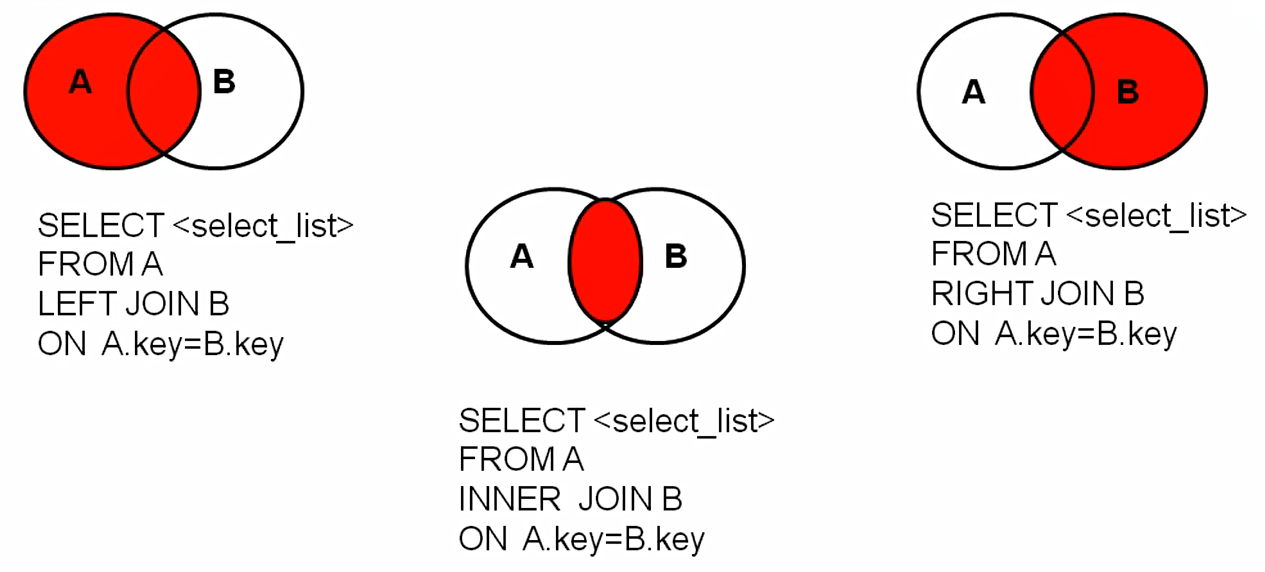 A B
SELECT <select_list>
FROM A
LEFT JOIN B
ON A.key=B.key
A B
SELECT <select_list>
FROM A
INNER JOIN B
ON A.key=B.key
A B
SELECT <select_list>
FROM A
RIGHT JOIN B
ON A.key=B.key